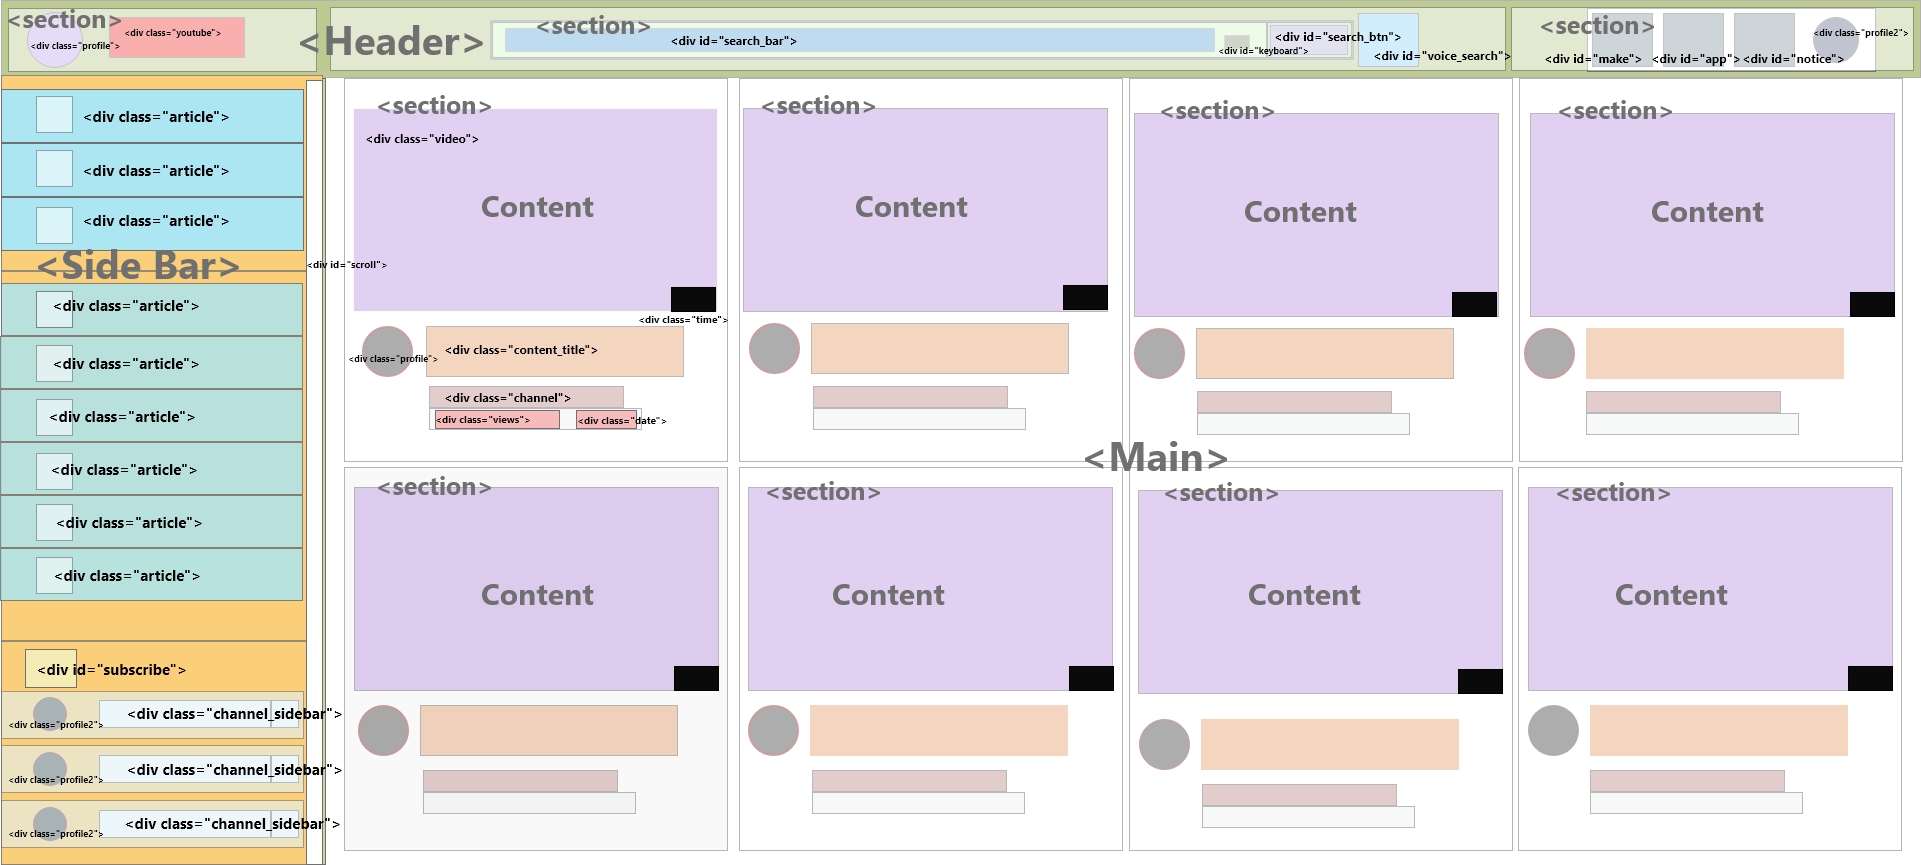 <section>
<div class="profile">
<div class="youtube">
<Header>
<section>
<div id="search_bar">
<div id="keyboard">
<div id="search_btn">
<div id="voice_search">
<section>
<div id="make">
<div id="app">
<div id="notice">
<div class="profile2">
<div class="article">
<div class="article">
<div class="article">
<Side Bar>
<div id="scroll">
<div class="article">
<div class="article">
<div class="article">
<div class="article">
<div class="article">
<div class="article">
<div id="subscribe">
<div class="profile2">
<div class="channel_sidebar">
<div class="profile2">
<div class="channel_sidebar">
<div class="profile2">
<div class="channel_sidebar">
<section>
<div class="video">
Content
<div class="time">
<div class="profile">
<div class="content_title">
<div class="channel">
<div class="views">
<div class="date">
<section>
Content
<section>
Content
<section>
Content
<Main>
<section>
Content
<section>
Content
<section>
Content
<section>
Content